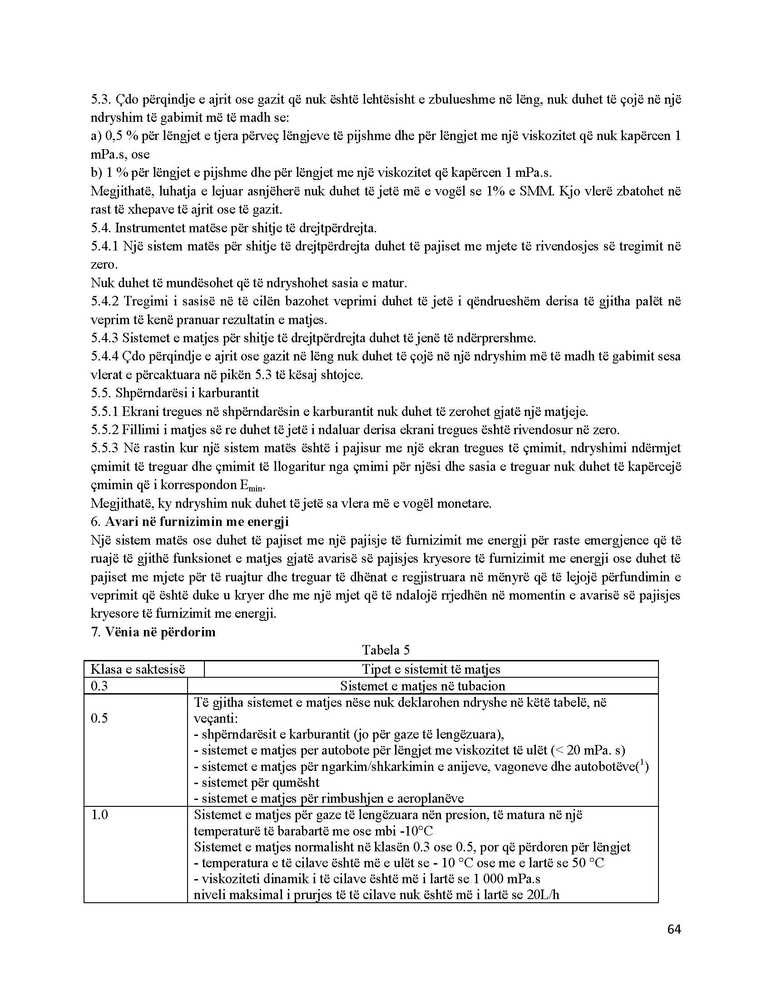 5.3. Çdo përqindje e ajrit ose gazit që nuk është lehtësisht e zbulueshme në lëng, nuk duhet të çojë në një
ndryshim të gabimit më të madh se:
a) 0,5 % për lëngjet e tjera përveç lëngjeve të pijshme dhe për lëngjet me një viskozitet që nuk kapërcen 1
mPa.s, ose
b) 1 % për lëngjet e pijshme dhe për lëngjet me një viskozitet që kapërcen 1 mPa.s.
Megjithatë, luhatja e lejuar asnjëherë nuk duhet të jetë më e vogël se 1% e SMM. Kjo vlerë zbatohet në
rast të xhepave të ajrit ose të gazit.
5.4. Instrumentet matëse për shitje të drejtpërdrejta.
5.4.1 Një sistem matës për shitje të drejtpërdrejta duhet të pajiset me mjete të rivendosjes së tregimit në
zero.
Nuk duhet të mundësohet që të ndryshohet sasia e matur.
5.4.2 Tregimi i sasisë në të cilën bazohet veprimi duhet të jetë i qëndrueshëm derisa të gjitha palët në
veprim të kenë pranuar rezultatin e matjes.
5.4.3 Sistemet e matjes për shitje të drejtpërdrejta duhet të jenë të ndërprershme.
5.4.4 Çdo përqindje e ajrit ose gazit në lëng nuk duhet të çojë në një ndryshim më të madh të gabimit sesa
vlerat e përcaktuara në pikën 5.3 të kësaj shtojce.
5.5. Shpërndarësi i karburantit
5.5.1 Ekrani tregues në shpërndarësin e karburantit nuk duhet të zerohet gjatë një matjeje.
5.5.2 Fillimi i matjes së re duhet të jetë i ndaluar derisa ekrani tregues është rivendosur në zero.
5.5.3 Në rastin kur një sistem matës është i pajisur me një ekran tregues të çmimit, ndryshimi ndërmjet
çmimit të treguar dhe çmimit të llogaritur nga çmimi për njësi dhe sasia e treguar nuk duhet të kapërcejë
çmimin që i korrespondon Emin.
Megjithatë, ky ndryshim nuk duhet të jetë sa vlera më e vogël monetare.
6. Avari në furnizimin me energji
Një sistem matës ose duhet të pajiset me një pajisje të furnizimit me energji për raste emergjence që të
ruajë të gjithë funksionet e matjes gjatë avarisë së pajisjes kryesore të furnizimit me energji ose duhet të
pajiset me mjete për të ruajtur dhe treguar të dhënat e regjistruara në mënyrë që të lejojë përfundimin e
veprimit që është duke u kryer dhe me një mjet që të ndalojë rrjedhën në momentin e avarisë së pajisjes
kryesore të furnizimit me energji.
7. Vënia në përdorim
Tabela 5
Klasa e saktesisë Tipet e sistemit të matjes
0.3 Sistemet e matjes në tubacion
Të gjitha sistemet e matjes nëse nuk deklarohen ndryshe në këtë tabelë, në
0.5 veçanti:
- shpërndarësit e karburantit (jo për gaze të lengëzuara),
- sistemet e matjes per autobote për lëngjet me viskozitet të ulët (< 20 mPa. s)
- sistemet e matjes për ngarkim/shkarkimin e anijeve, vagoneve dhe autobotëve(¹)
- sistemet për qumësht
- sistemet e matjes për rimbushjen e aeroplanëve
1.0 Sistemet e matjes për gaze të lengëzuara nën presion, të matura në një
temperaturë të barabartë me ose mbi -10°C
Sistemet e matjes normalisht në klasën 0.3 ose 0.5, por që përdoren për lëngjet
- temperatura e të cilave është më e ulët se - 10 °C ose me e lartë se 50 °C
- viskoziteti dinamik i të cilave është më i lartë se 1 000 mPa.s
niveli maksimal i prurjes të të cilave nuk është më i lartë se 20L/h
64